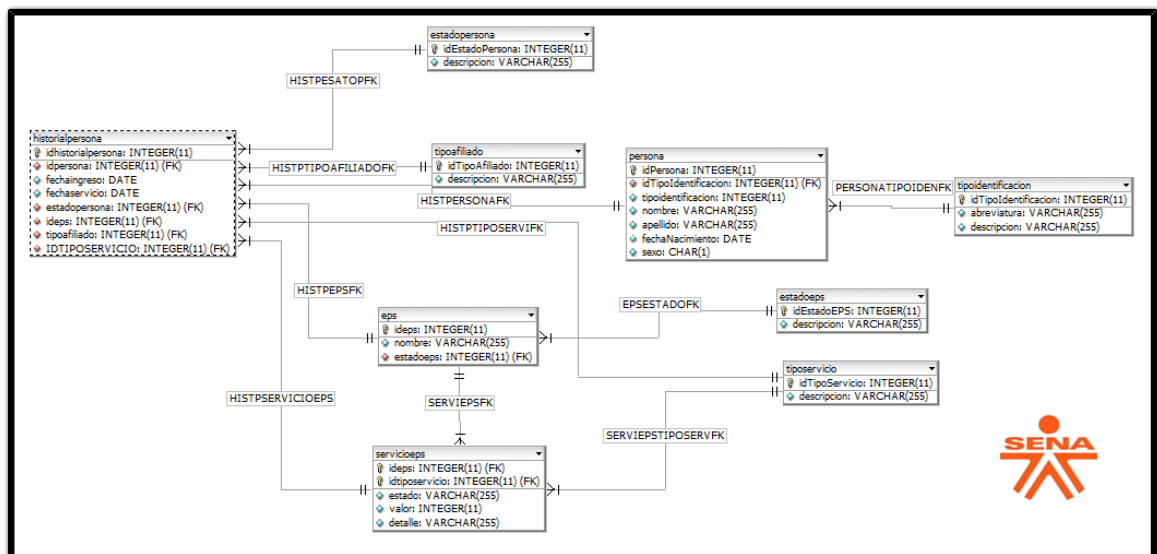 estadopersona
idEstadoPersona: INTEGER(11)
descripcion: VARCHAR(255)
HISTPESATOPFK
historialpersona
idhistorialpersona: INTEGER(11)
idpersona: INTEGER(11) (FK)
fechaingreso: DATE
fechaservicio: DATE
estadopersona: INTEGER(11) (FK)
ideps: INTEGER(11) (FK)
tipoafiliado: INTEGER(11) (FK)
IDTIPOSERVICIO: INTEGER(11) (FK)
HISTPTIPOAFILIADOFK
tipoafiliado
idTipoAfiliado: INTEGER(11)
descripcion: VARCHAR(255)
HISTPERSONAFK
HISTPTIPOSERVIFK
persona
idPersona: INTEGER(11)
idTipoIdentificacion: INTEGER(11) (FK)
tipoidentificacion: INTEGER(11)
nombre: VARCHAR(255)
apellido: VARCHAR(255)
fechaNacimiento: DATE
sexo: CHAR(1)
PERSONATIPOIDENFK
tipoidentificacion
idTipoIdentificacion: INTEGER(11)
abreviatura: VARCHAR(255)
descripcion: VARCHAR(255)
HISTPEPSFK
eps
ideps: INTEGER(11)
nombre: VARCHAR(255)
estadoeps: INTEGER(11) (FK)
EPSESTADOFK
estadoeps
idEstadoEPS: INTEGER(11)
descripcion: VARCHAR(255)
tiposervicio
idTipoServicio: INTEGER(11)
descripcion: VARCHAR(255)
HISTPSERVICIOEPS
SERVIEPSFK
SERVIEPSTIPOSERVFK
servicioeps
ideps: INTEGER(11) (FK)
idtiposervicio: INTEGER(11) (FK)
estado: VARCHAR(255)
valor: INTEGER(11)
detalle: VARCHAR(255)
SENA